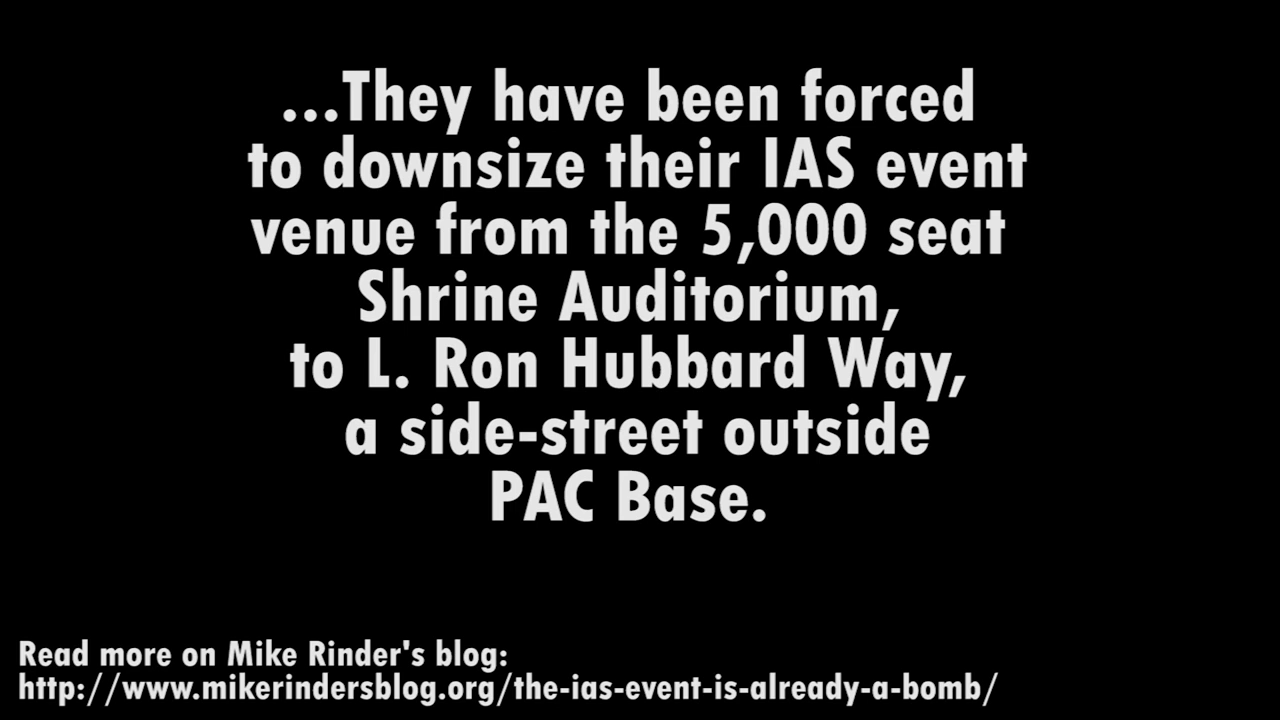 ...They have been forced
to downsize their IAS event
venue from the 5,000 seat
Shrine Auditorium,
to L. Ron Hubbard Way,
a side-street outside
PAC Base.
Read more on Mike Rinder's blog:
http://www.mikerindersblog.org/the-ias-event-is-already-a-bomb/